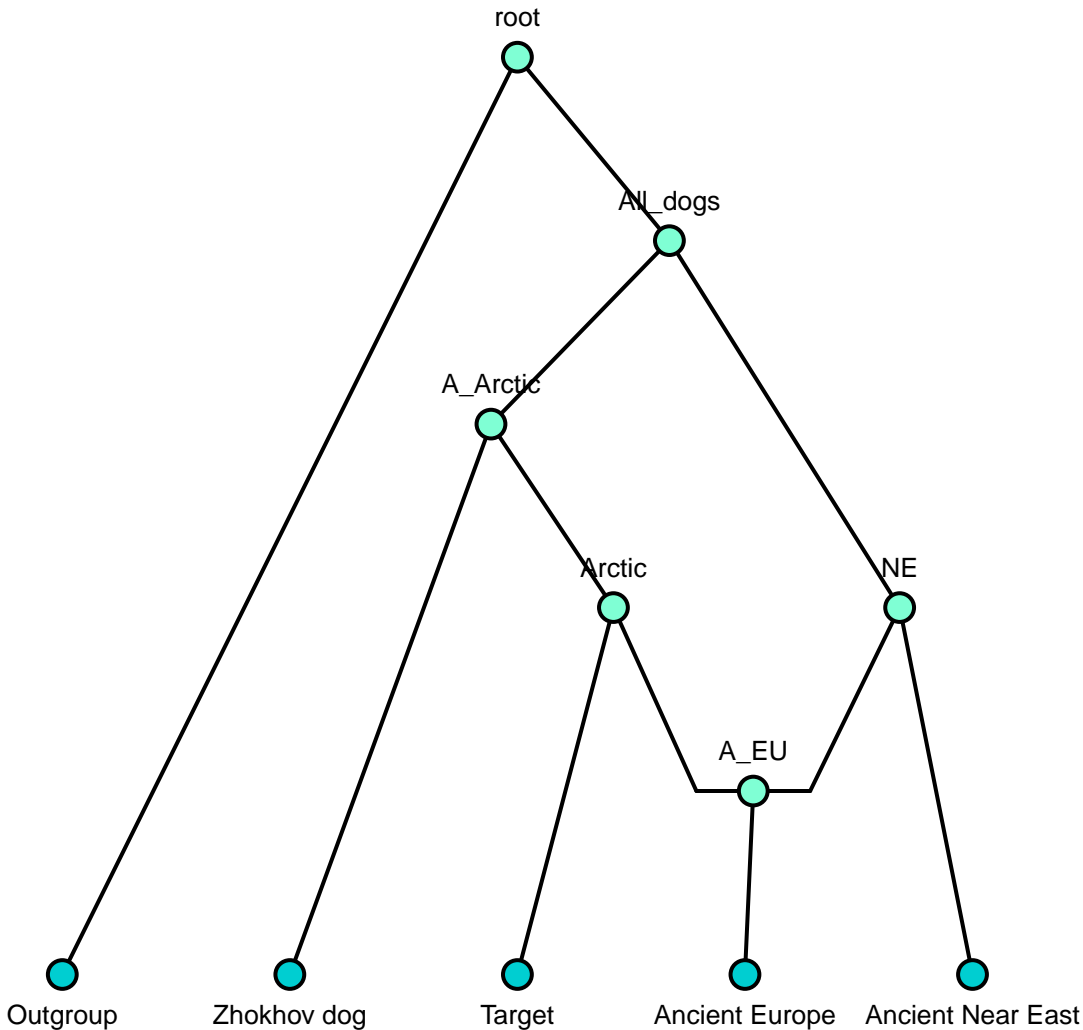 root
All_dogs
A_Arctic
Arctic
NE
A_EU
Outgroup
Zhokhov dog
Target
Ancient Europe
Ancient Near East